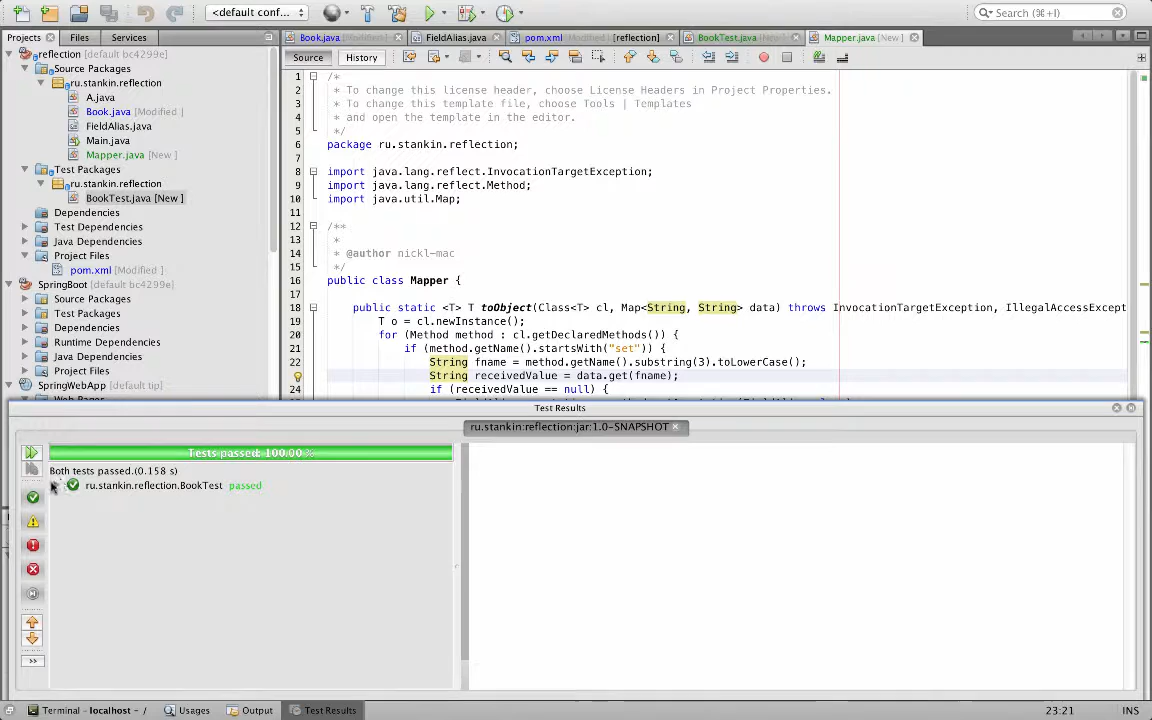 <default conf...
Search (⌘+I)
Projects Files Services
Book.java [Modified] FieldAlias.java pom.xml [Modified] [reflection] BookTest.java [New] Mapper.java [New ]
Source History
reflection [default bc4299e]
Source Packages
ru.stankin.reflection
A.java
Book.java [Modified ]
FieldAlias.java
Main.java
Mapper.java [New ]
Test Packages
ru.stankin.reflection
BookTest.java [New ]
Dependencies
Test Dependencies
Java Dependencies
Project Files
pom.xml [Modified ]
SpringBoot [default bc4299e]
Source Packages
Test Packages
Dependencies
Runtime Dependencies
Java Dependencies
Project Files
SpringWebApp [default tip]
Web Pages
1 /*
2 * To change this license header, choose License Headers in Project Properties.
3 * To change this template file, choose Tools | Templates
4 * and open the template in the editor.
5 */
6 package ru.stankin.reflection;
7
8 import java.lang.reflect.InvocationTargetException;
9 import java.lang.reflect.Method;
10 import java.util.Map;
11
12 /**
13 *
14 * @author nickl-mac
15 */
16 public class Mapper {
17
18 public static <T> T toObject(Class<T> cl, Map<String, String> data) throws InvocationTargetException, IllegalAccessExcept
19 T o = cl.newInstance();
20 for (Method method : cl.getDeclaredMethods()) {
21 if (method.getName().startsWith("set")) {
22 String fname = method.getName().substring(3).toLowerCase();
String receivedValue = data.get(fname);
24 if (receivedValue == null) {
Test Results
ru.stankin:reflection:jar:1.0-SNAPSHOT
Tests passed: 100.00 %
Both tests passed.(0.158 s)
ru.stankin.reflection.BookTest passed
Terminal - localhost - / Usages Output Test Results 23:21 INS